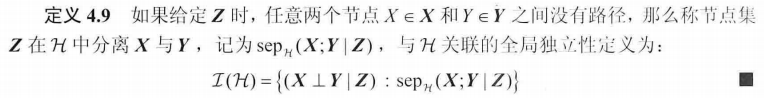 定义 4.9 如果给定 Z 时，任意两个节点 X∈X 和 Y∈Y 之间没有路径，那么称节点集
Z 在 ℋ 中分离 X 与 Y，记为 sep_ℋ(X;Y|Z)，与 ℋ 关联的全局独立性定义为：
ℐ(ℋ)={(X⊥Y|Z):sep_ℋ(X;Y|Z)} ■